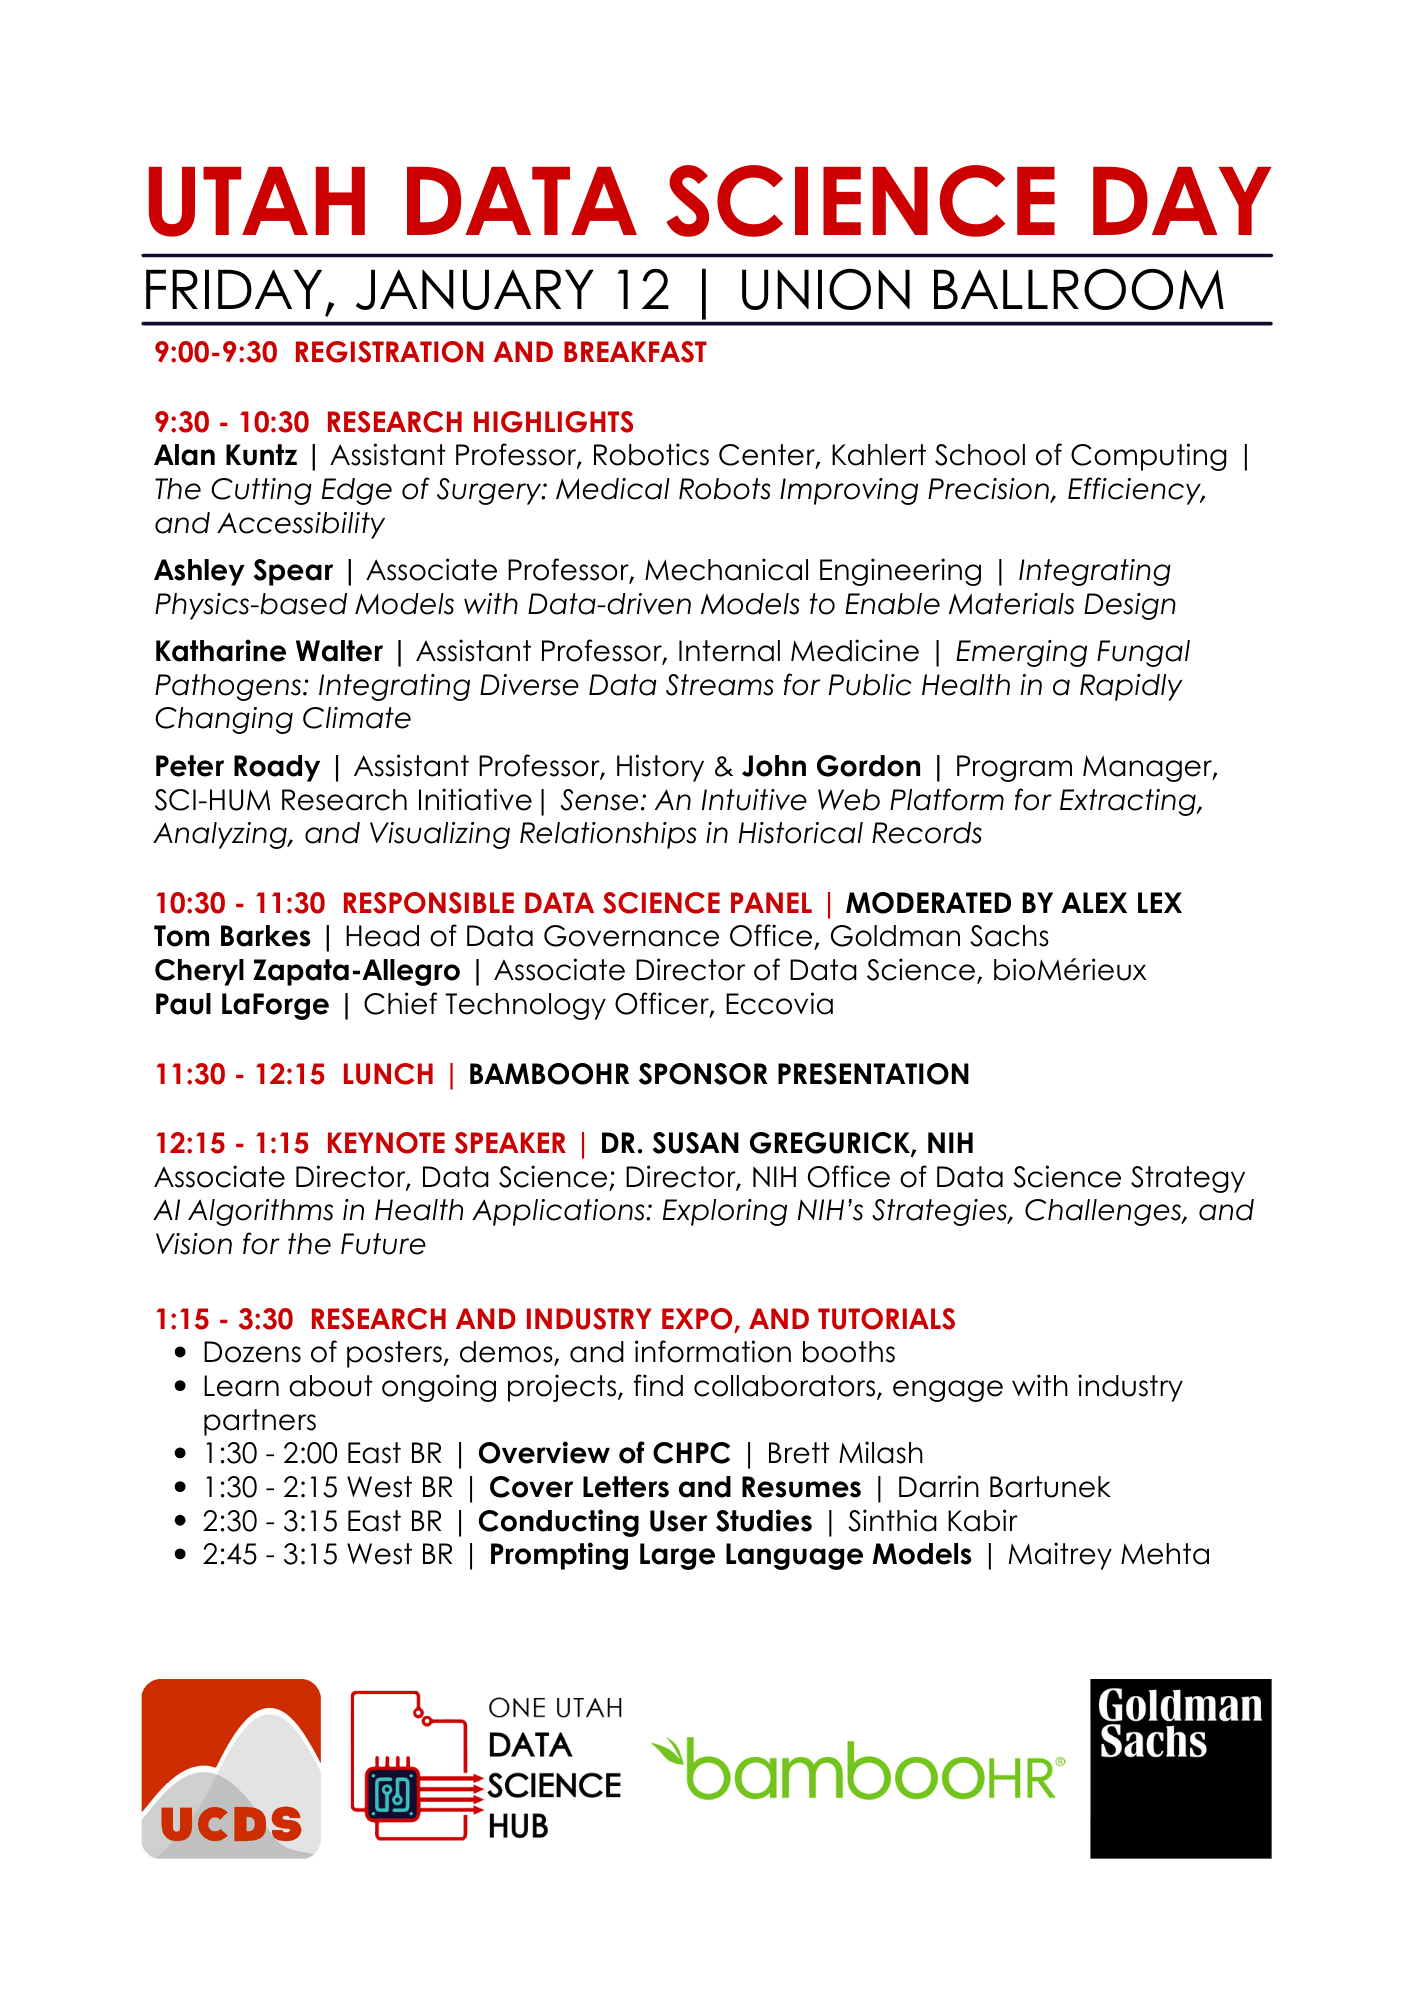 UTAH DATA SCIENCE DAY
FRIDAY, JANUARY 12 | UNION BALLROOM
9:00-9:30 REGISTRATION AND BREAKFAST
9:30 - 10:30 RESEARCH HIGHLIGHTS
Alan Kuntz | Assistant Professor, Robotics Center, Kahlert School of Computing |
The Cutting Edge of Surgery: Medical Robots Improving Precision, Efficiency,
and Accessibility
Ashley Spear | Associate Professor, Mechanical Engineering | Integrating
Physics-based Models with Data-driven Models to Enable Materials Design
Katharine Walter | Assistant Professor, Internal Medicine | Emerging Fungal
Pathogens: Integrating Diverse Data Streams for Public Health in a Rapidly
Changing Climate
Peter Roady | Assistant Professor, History & John Gordon | Program Manager,
SCI-HUM Research Initiative| Sense: An Intuitive Web Platform for Extracting,
Analyzing, and Visualizing Relationships in Historical Records
10:30 - 11:30 RESPONSIBLE DATA SCIENCE PANEL | MODERATED BY ALEX LEX
Tom Barkes | Head of Data Governance Office, Goldman Sachs
Cheryl Zapata-Allegro | Associate Director of Data Science, bioMérieux
Paul LaForge | Chief Technology Officer, Eccovia
11:30 - 12:15 LUNCH | BAMBOOHR SPONSOR PRESENTATION
12:15 - 1:15 KEYNOTE SPEAKER | DR. SUSAN GREGURICK, NIH
Associate Director, Data Science; Director, NIH Office of Data Science Strategy
AI Algorithms in Health Applications: Exploring NIH’s Strategies, Challenges, and
Vision for the Future
1:15 - 3:30 RESEARCH AND INDUSTRY EXPO, AND TUTORIALS
• Dozens of posters, demos, and information booths
• Learn about ongoing projects, find collaborators, engage with industry
partners
• 1:30 - 2:00 East BR | Overview of CHPC | Brett Milash
• 1:30 - 2:15 West BR | Cover Letters and Resumes | Darrin Bartunek
• 2:30 - 3:15 East BR | Conducting User Studies | Sinthia Kabir
• 2:45 - 3:15 West BR | Prompting Large Language Models | Maitrey Mehta
UCDS
ONE UTAH
DATA
SCIENCE
HUB
bambooHR®
Goldman
Sachs